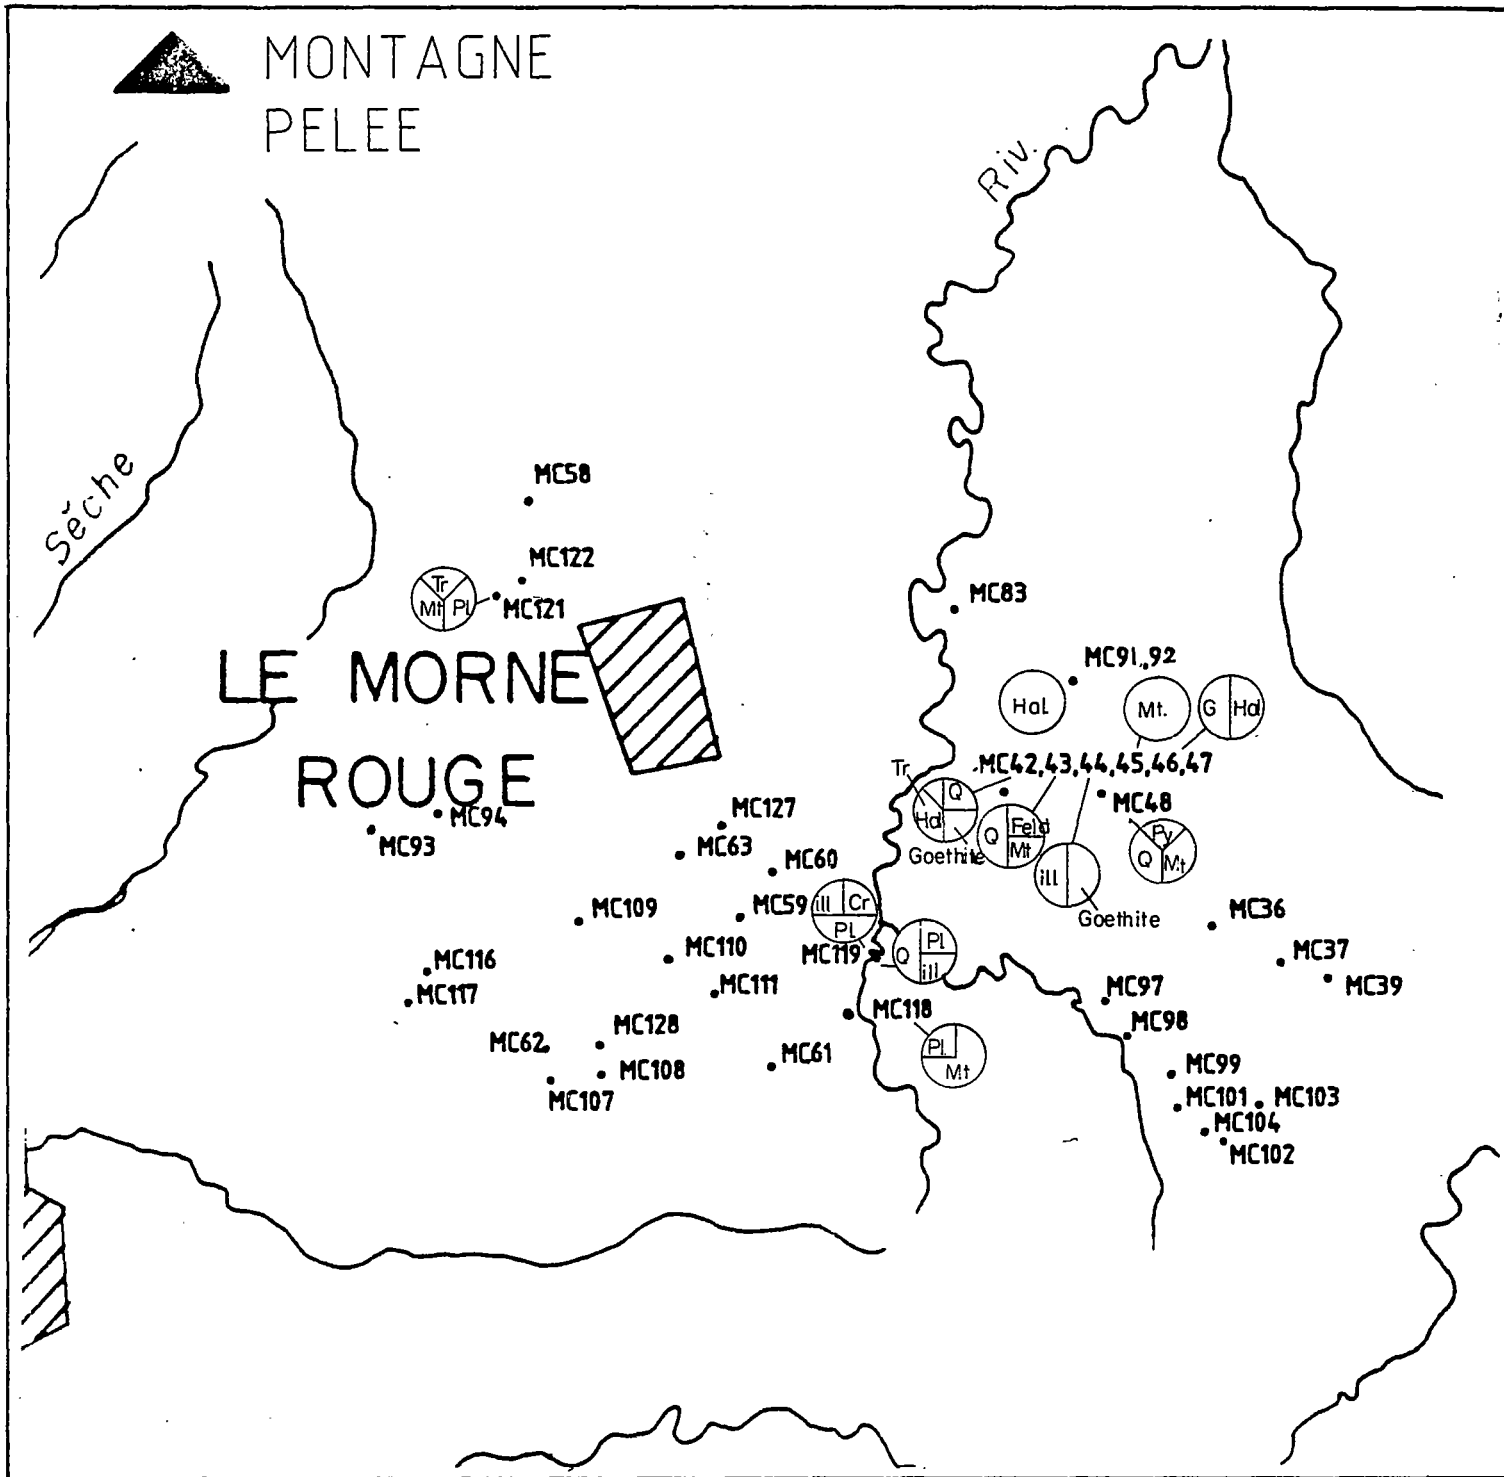 MONTAGNE
PELEE
Riv.
Séche
MC58
MC122
Tr
Mt Pl
MC121
MC83
LE MORNE
ROUGE
MC91,92
Hal.
Mt.
G Hal
MC42,43,44,45,46,47
Tr
Q
Hal
Goethite
Q Feld
Mt
ill
Goethite
MC48
Py
Q Mt
MC94
MC93
MC127
MC63
MC60
MC109
MC59
ill Cr
Pl
MC36
MC110
MC119
Q Pl
ill
MC37
MC116
MC39
MC117
MC111
MC97
MC118
MC98
MC62
MC128
Pl.
Mt
MC61
MC108
MC99
MC107
MC101
MC103
MC104
MC102